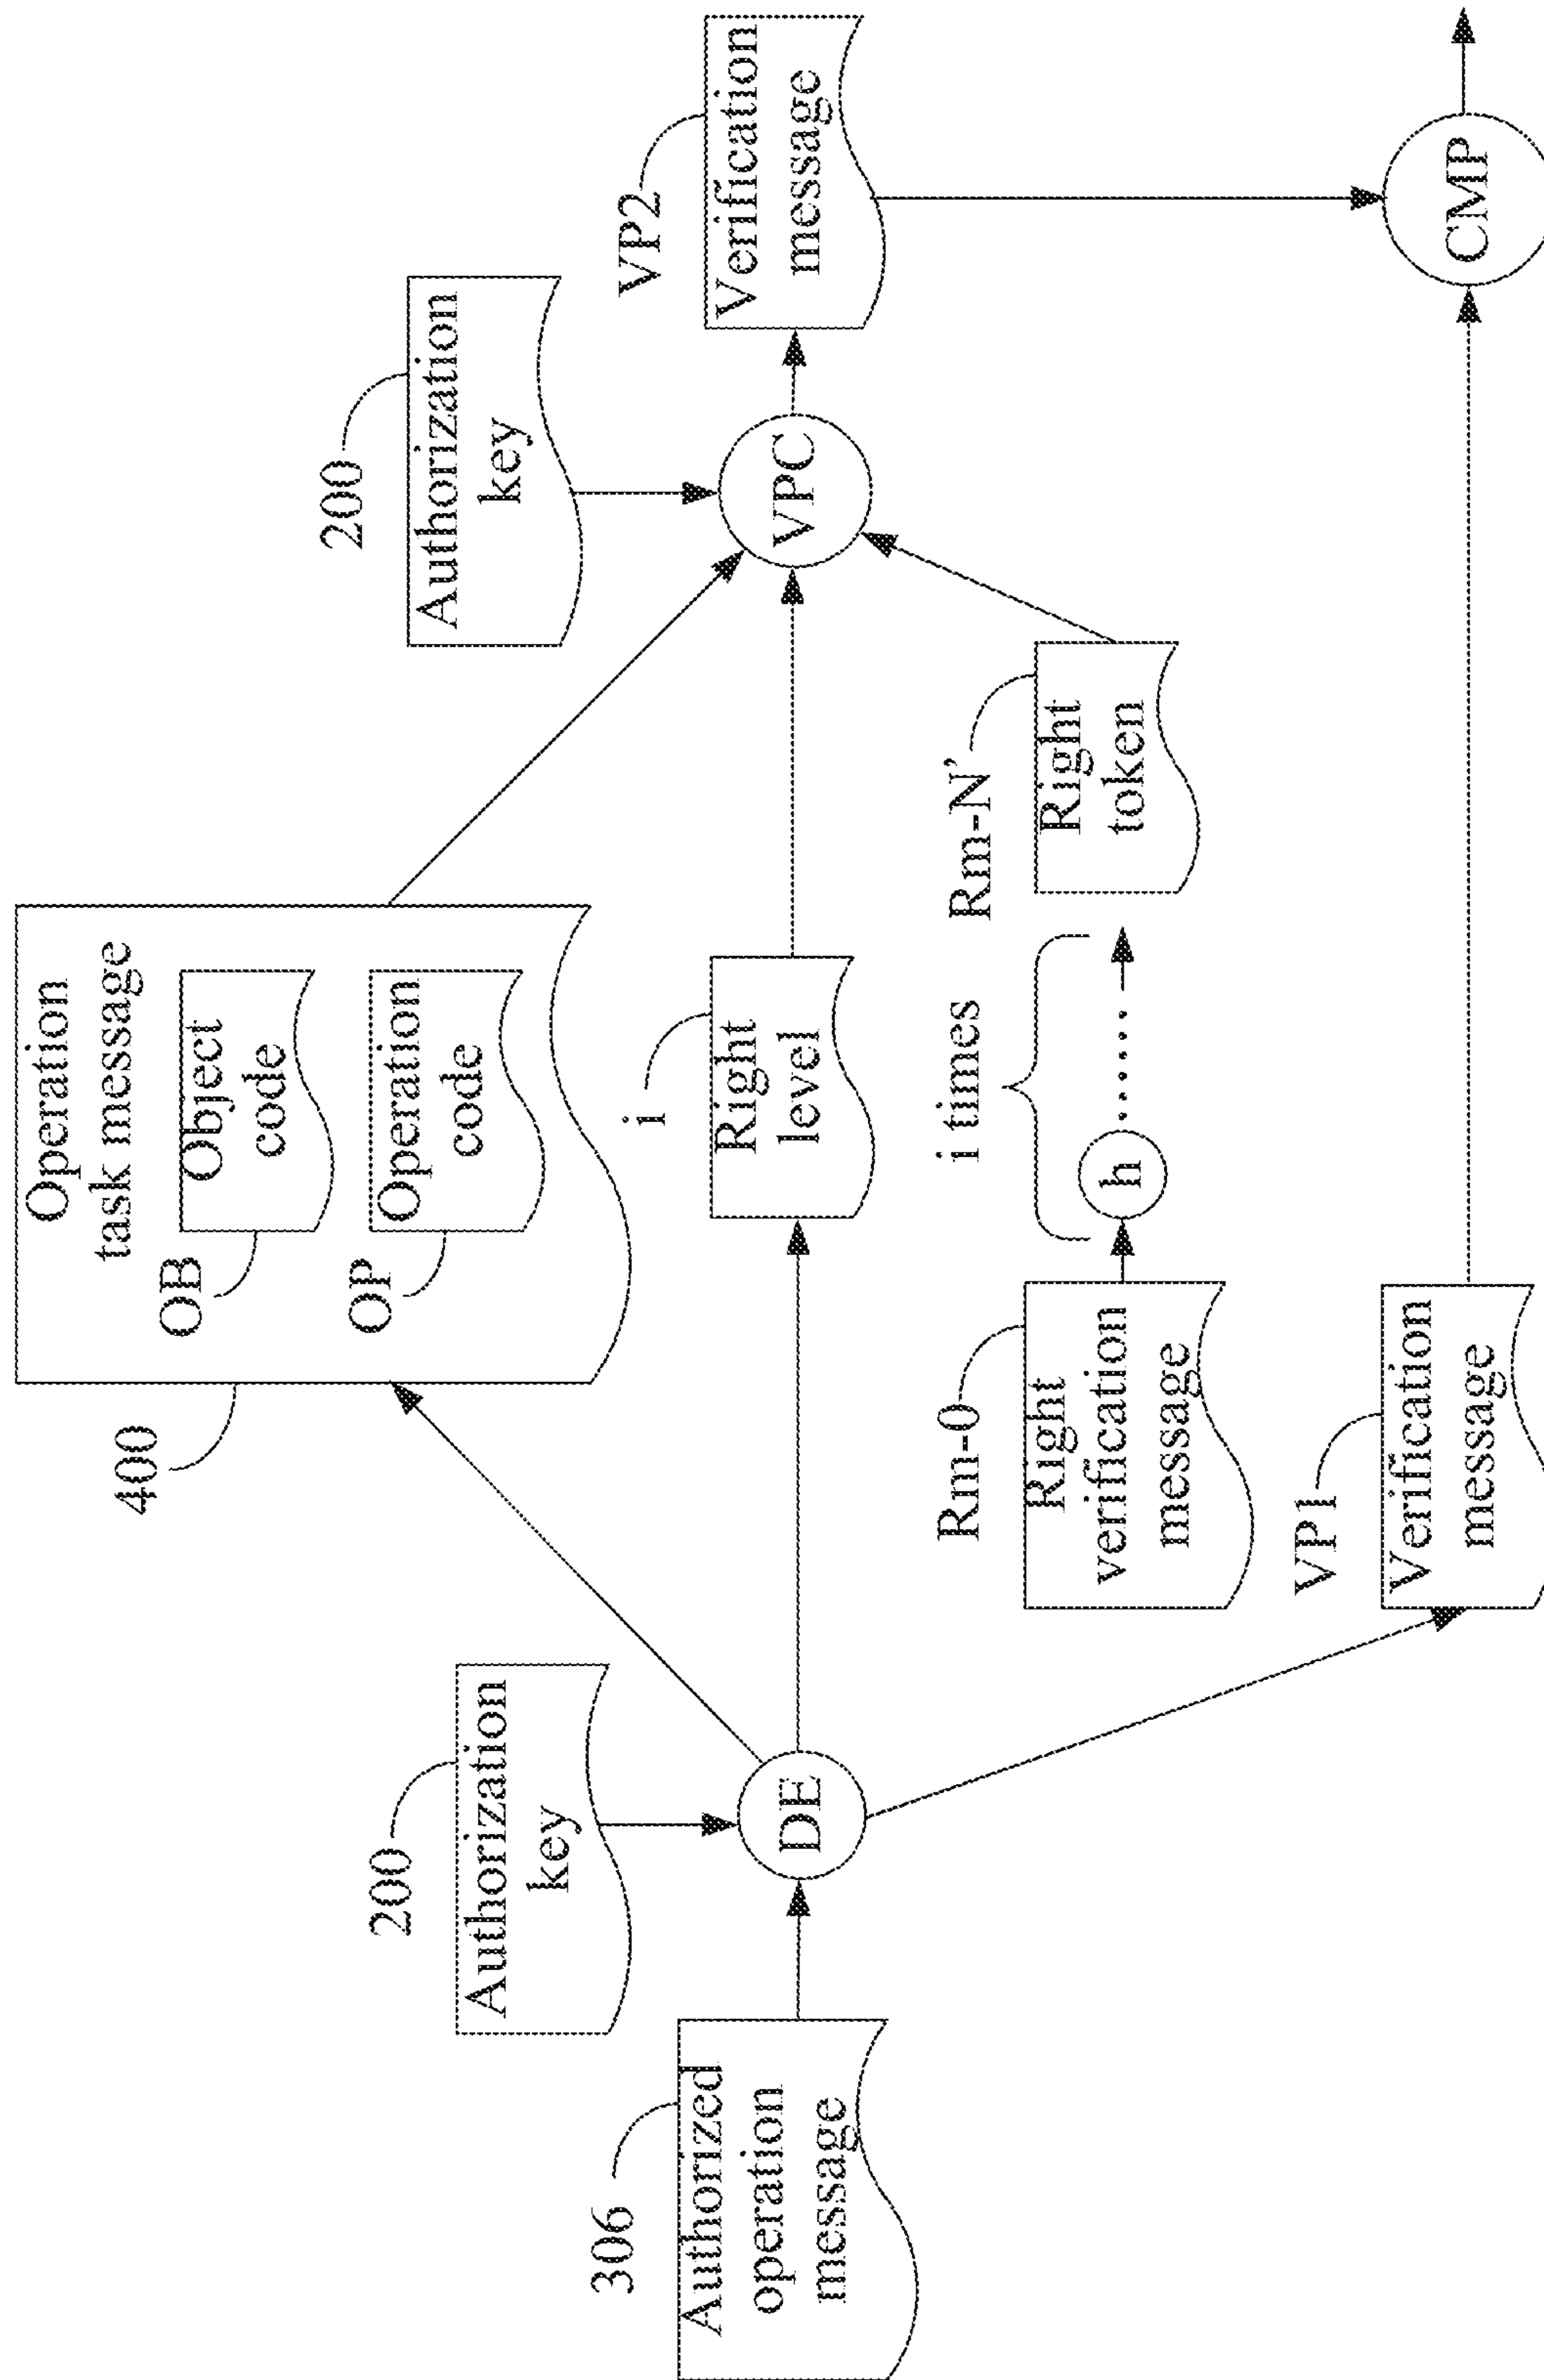 306
Authorized
operation
message
200
Authorization
key
DE
400
Operation
task message
OB
Object
code
OP
Operation
code
i
Right
level
Rm-0
Right
verification
message
h
......
i times
Rm-N'
Right
token
VP1
Verification
message
200
Authorization
key
VPC
VP2
Verification
message
CMP